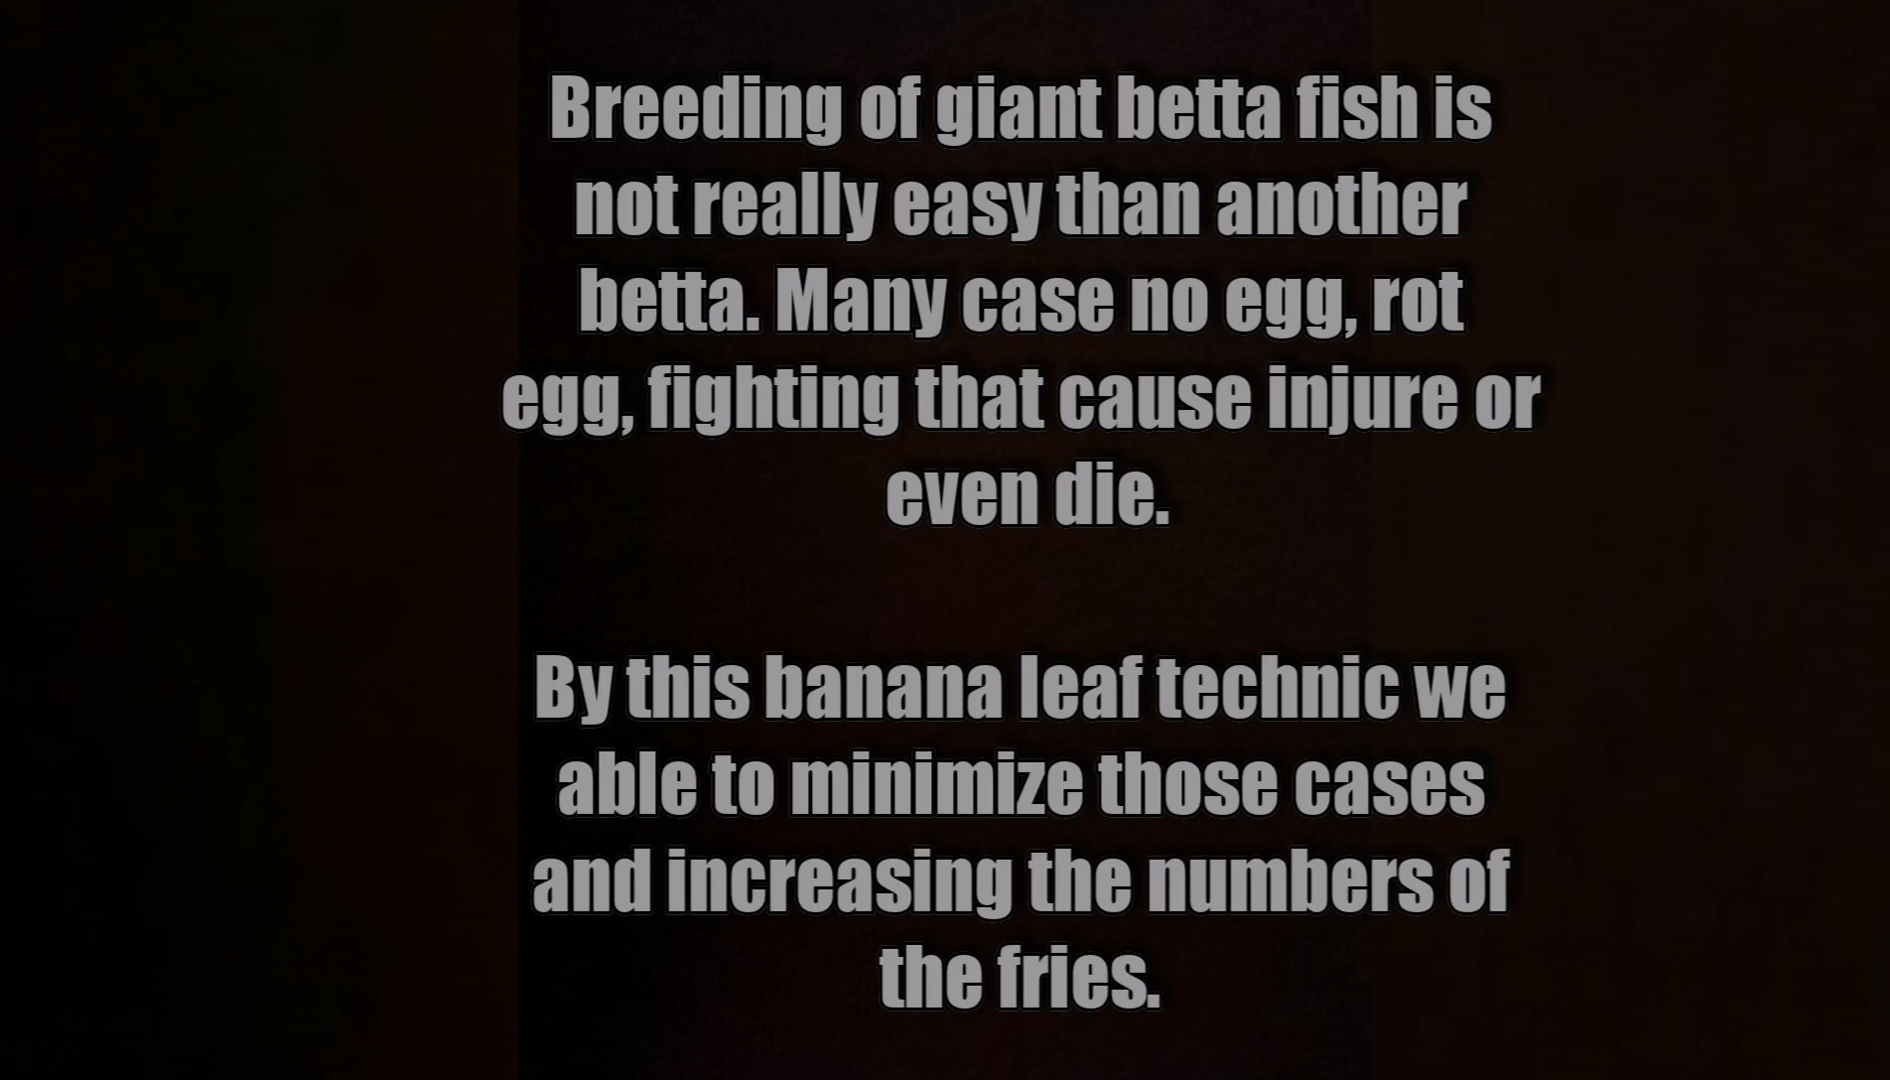 Breeding of giant betta fish is
not really easy than another
betta. Many case no egg, rot
egg, fighting that cause injure or
even die.
By this banana leaf technic we
able to minimize those cases
and increasing the numbers of
the fries.